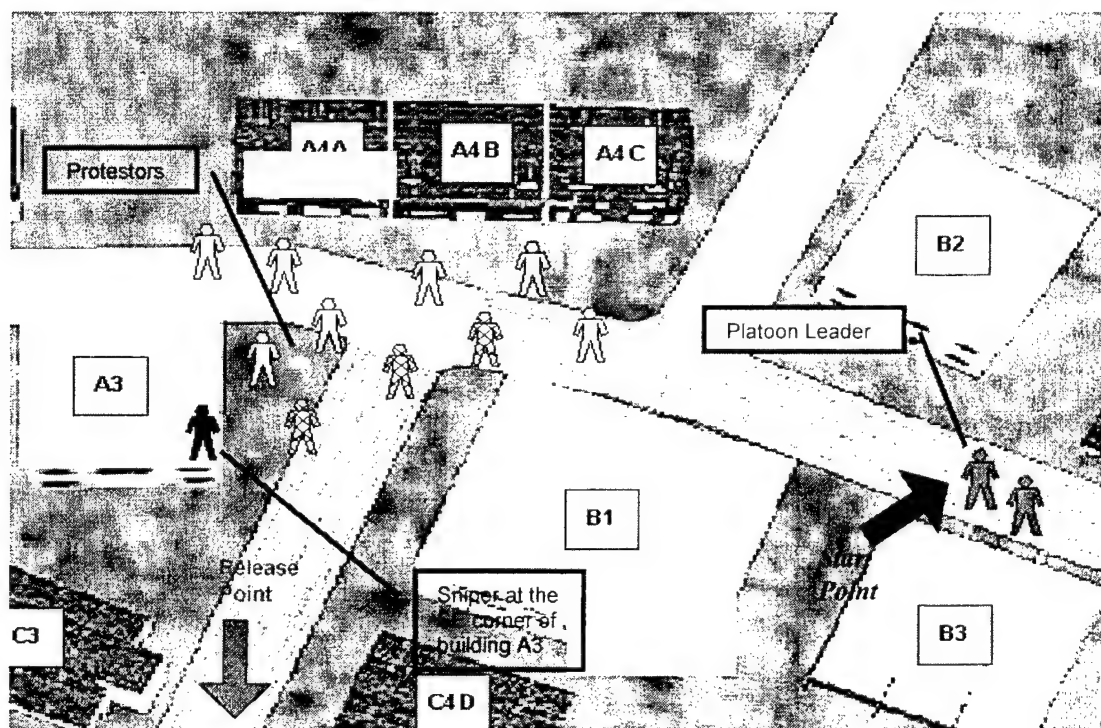 A4A
A4B
A4C
Protestors
B2
Platoon Leader
A3
B1
Start
Point
Release
Point
Sniper at the
SE corner of
building A3
B3
C3
C4D